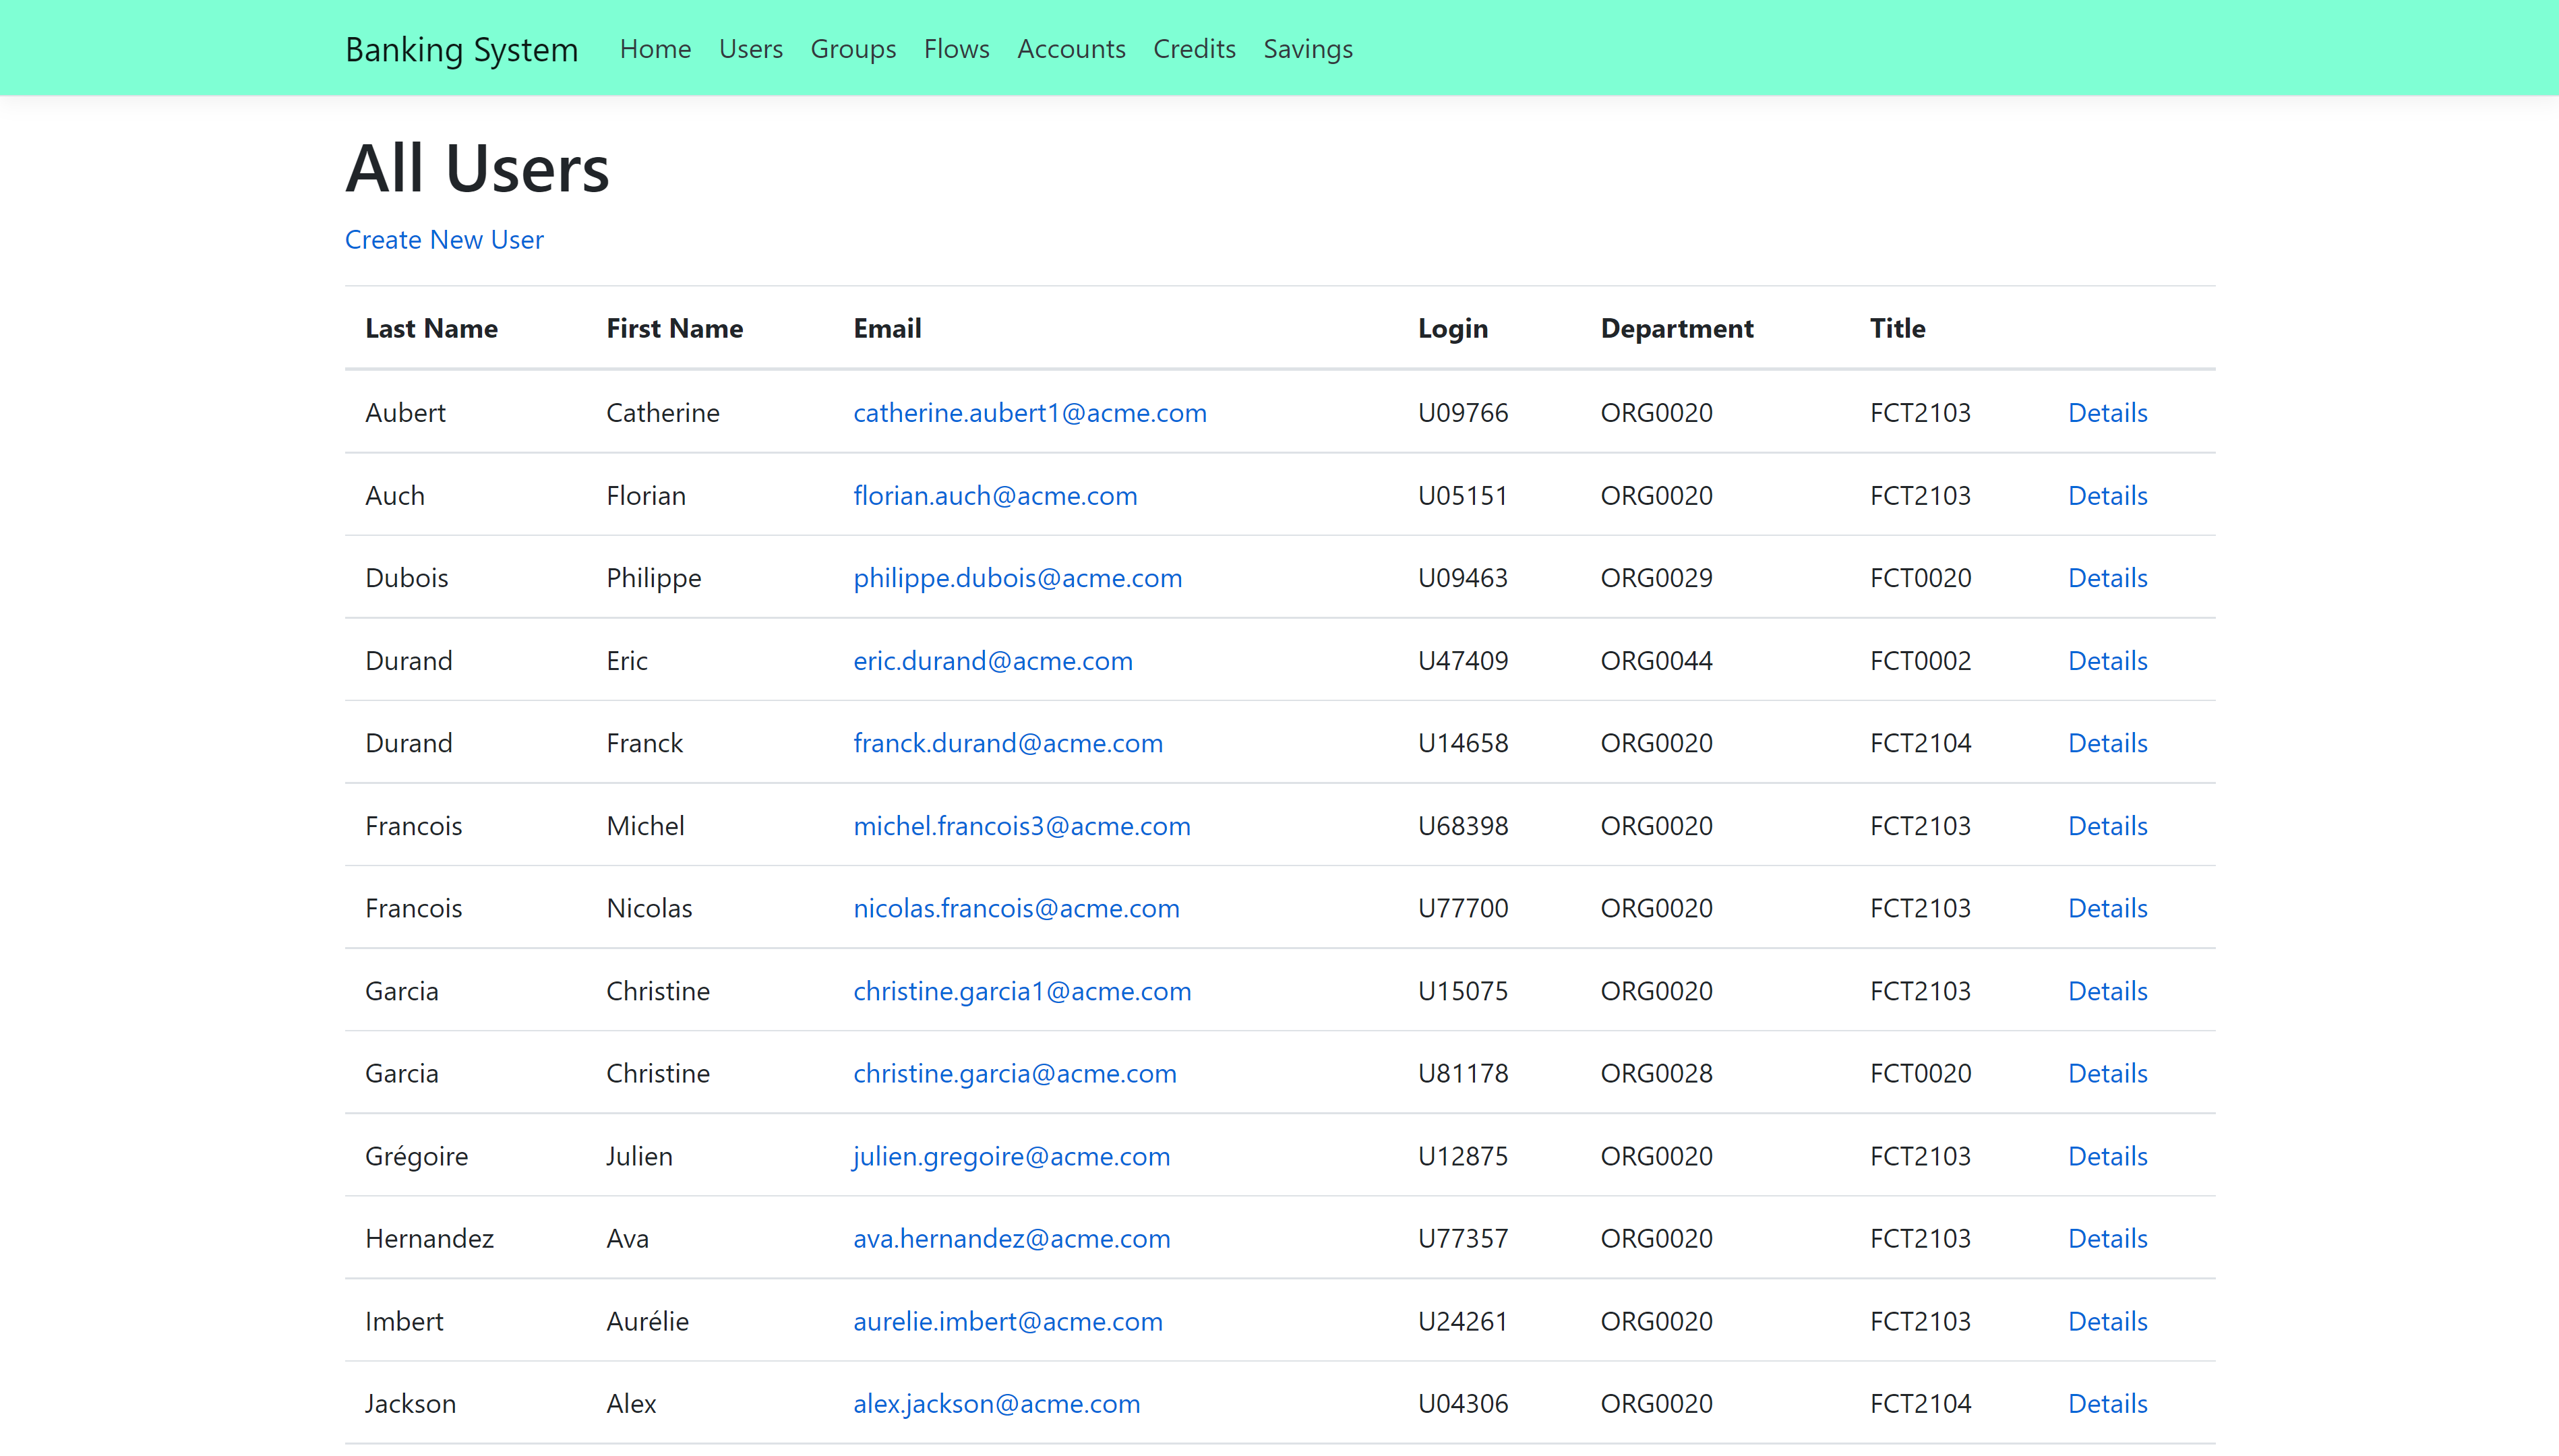 Banking System Home Users Groups Flows Accounts Credits Savings
All Users
Create New User
Last Name First Name Email Login Department Title
Aubert Catherine catherine.aubert1@acme.com U09766 ORG0020 FCT2103 Details
Auch Florian florian.auch@acme.com U05151 ORG0020 FCT2103 Details
Dubois Philippe philippe.dubois@acme.com U09463 ORG0029 FCT0020 Details
Durand Eric eric.durand@acme.com U47409 ORG0044 FCT0002 Details
Durand Franck franck.durand@acme.com U14658 ORG0020 FCT2104 Details
Francois Michel michel.francois3@acme.com U68398 ORG0020 FCT2103 Details
Francois Nicolas nicolas.francois@acme.com U77700 ORG0020 FCT2103 Details
Garcia Christine christine.garcia1@acme.com U15075 ORG0020 FCT2103 Details
Garcia Christine christine.garcia@acme.com U81178 ORG0028 FCT0020 Details
Grégoire Julien julien.gregoire@acme.com U12875 ORG0020 FCT2103 Details
Hernandez Ava ava.hernandez@acme.com U77357 ORG0020 FCT2103 Details
Imbert Aurélie aurelie.imbert@acme.com U24261 ORG0020 FCT2103 Details
Jackson Alex alex.jackson@acme.com U04306 ORG0020 FCT2104 Details